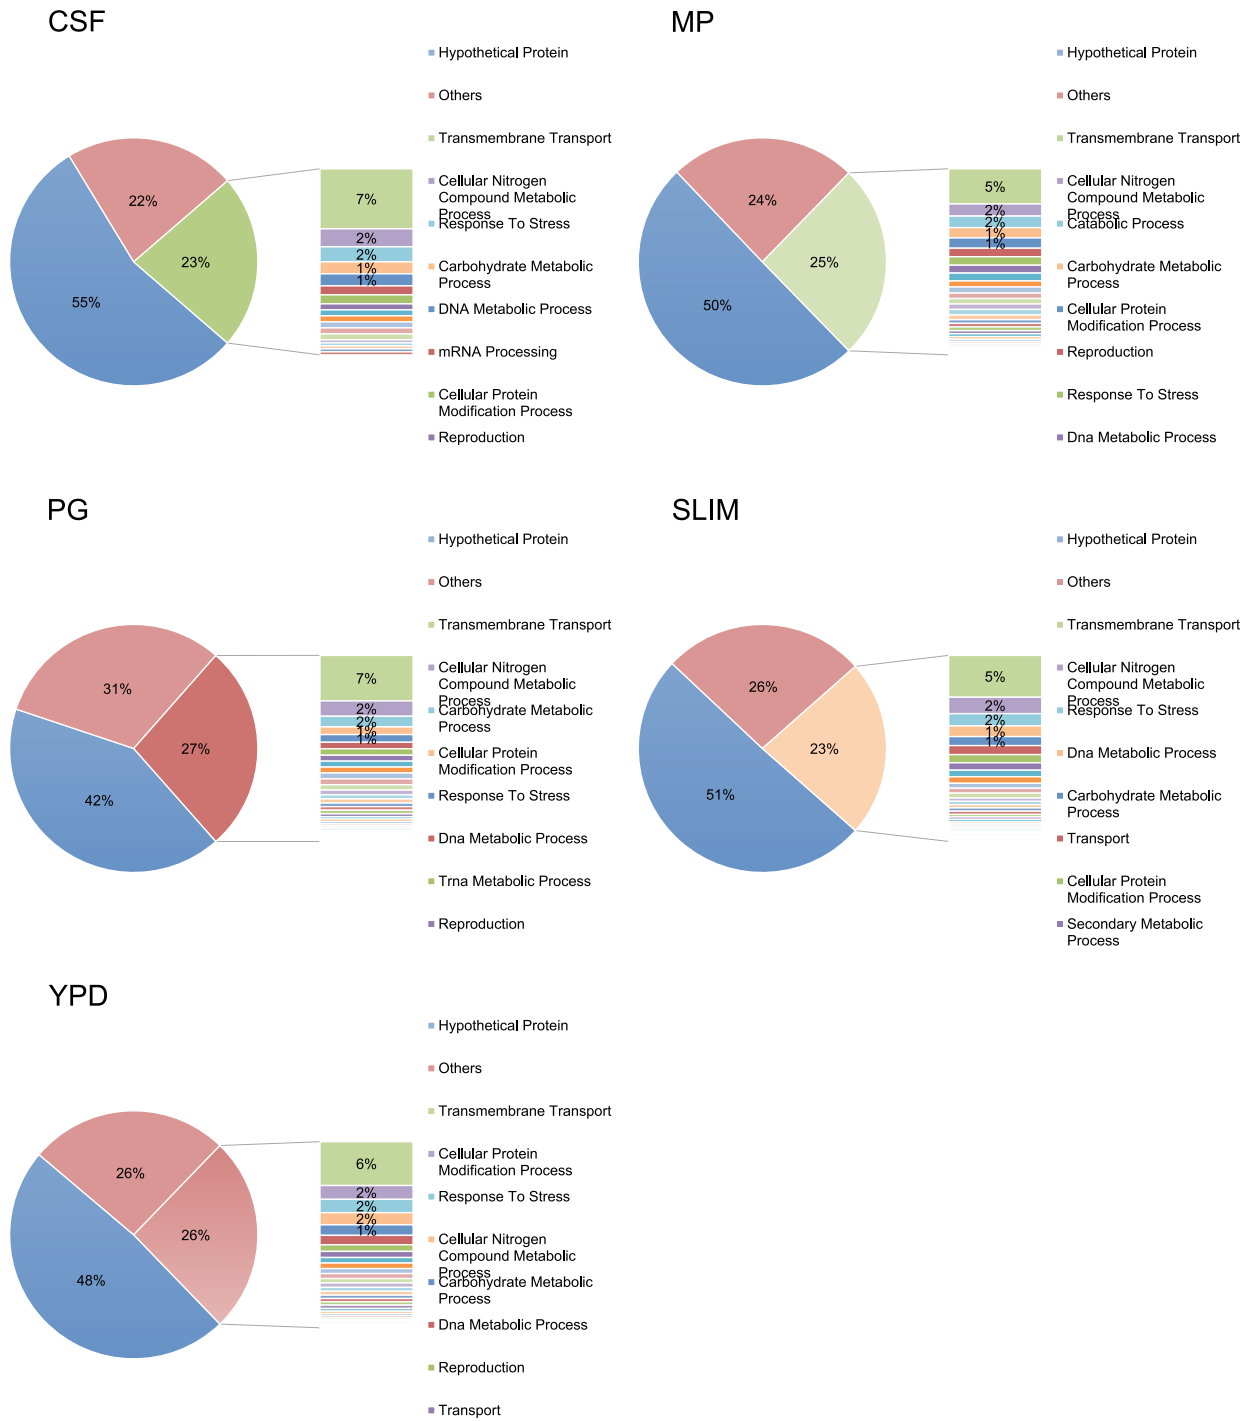 CSF
22%
23%
55%
7%
2%
2%
1%
1%
Hypothetical Protein
Others
Transmembrane Transport
Cellular Nitrogen
Compound Metabolic
Process
Response To Stress
Carbohydrate Metabolic
Process
DNA Metabolic Process
mRNA Processing
Cellular Protein
Modification Process
Reproduction
MP
24%
25%
50%
5%
2%
2%
1%
1%
Hypothetical Protein
Others
Transmembrane Transport
Cellular Nitrogen
Compound Metabolic
Process
Catabolic Process
Carbohydrate Metabolic
Process
Cellular Protein
Modification Process
Reproduction
Response To Stress
Dna Metabolic Process
PG
31%
27%
42%
7%
2%
2%
1%
1%
Hypothetical Protein
Others
Transmembrane Transport
Cellular Nitrogen
Compound Metabolic
Process
Carbohydrate Metabolic
Process
Cellular Protein
Modification Process
Response To Stress
Dna Metabolic Process
Trna Metabolic Process
Reproduction
SLIM
26%
23%
51%
5%
2%
2%
1%
1%
Hypothetical Protein
Others
Transmembrane Transport
Cellular Nitrogen
Compound Metabolic
Process
Response To Stress
Dna Metabolic Process
Carbohydrate Metabolic
Process
Transport
Cellular Protein
Modification Process
Secondary Metabolic
Process
YPD
26%
26%
48%
6%
2%
2%
2%
1%
Hypothetical Protein
Others
Transmembrane Transport
Cellular Protein
Modification Process
Response To Stress
Cellular Nitrogen
Compound Metabolic
Process
Carbohydrate Metabolic
Process
Dna Metabolic Process
Reproduction
Transport